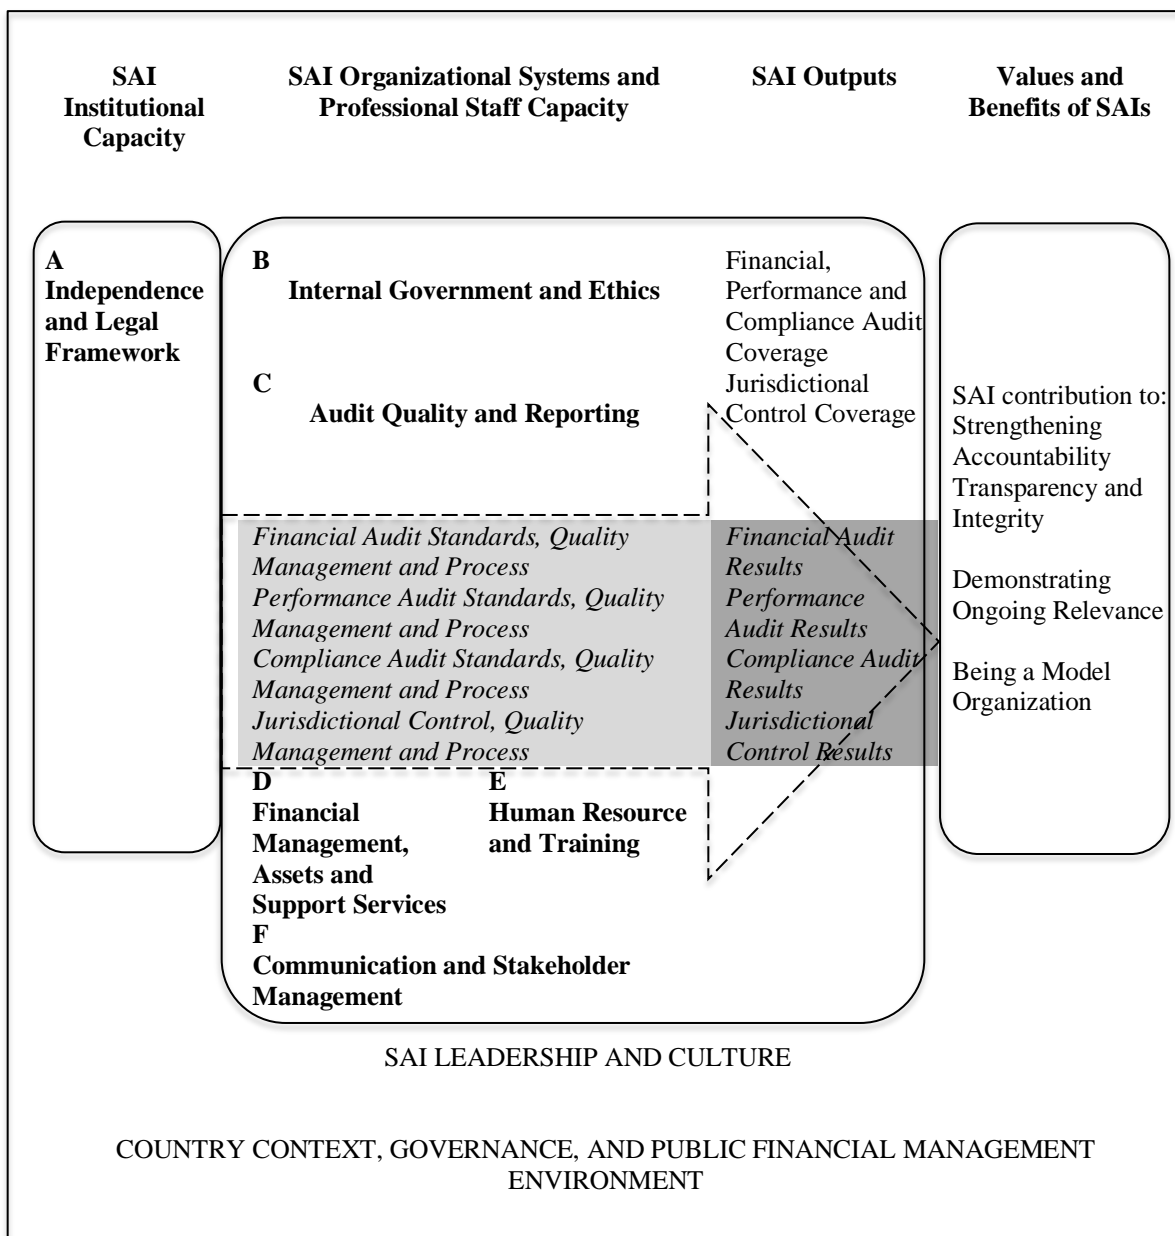 SAI
Institutional
Capacity
SAI Organizational Systems and
Professional Staff Capacity
SAI Outputs
Values and
Benefits of SAIs
A
Independence
and Legal
Framework
B
Internal Government and Ethics
C
Audit Quality and Reporting
Financial,
Performance and
Compliance Audit
Coverage
Jurisdictional
Control Coverage
Financial Audit Standards, Quality
Management and Process
Performance Audit Standards, Quality
Management and Process
Compliance Audit Standards, Quality
Management and Process
Jurisdictional Control, Quality
Management and Process
Financial Audit
Results
Performance
Audit Results
Compliance Audit
Results
Jurisdictional
Control Results
D
Financial
Management,
Assets and
Support Services
E
Human Resource
and Training
F
Communication and Stakeholder
Management
SAI contribution to:
Strengthening
Accountability
Transparency and
Integrity
Demonstrating
Ongoing Relevance
Being a Model
Organization
SAI LEADERSHIP AND CULTURE
COUNTRY CONTEXT, GOVERNANCE, AND PUBLIC FINANCIAL MANAGEMENT
ENVIRONMENT